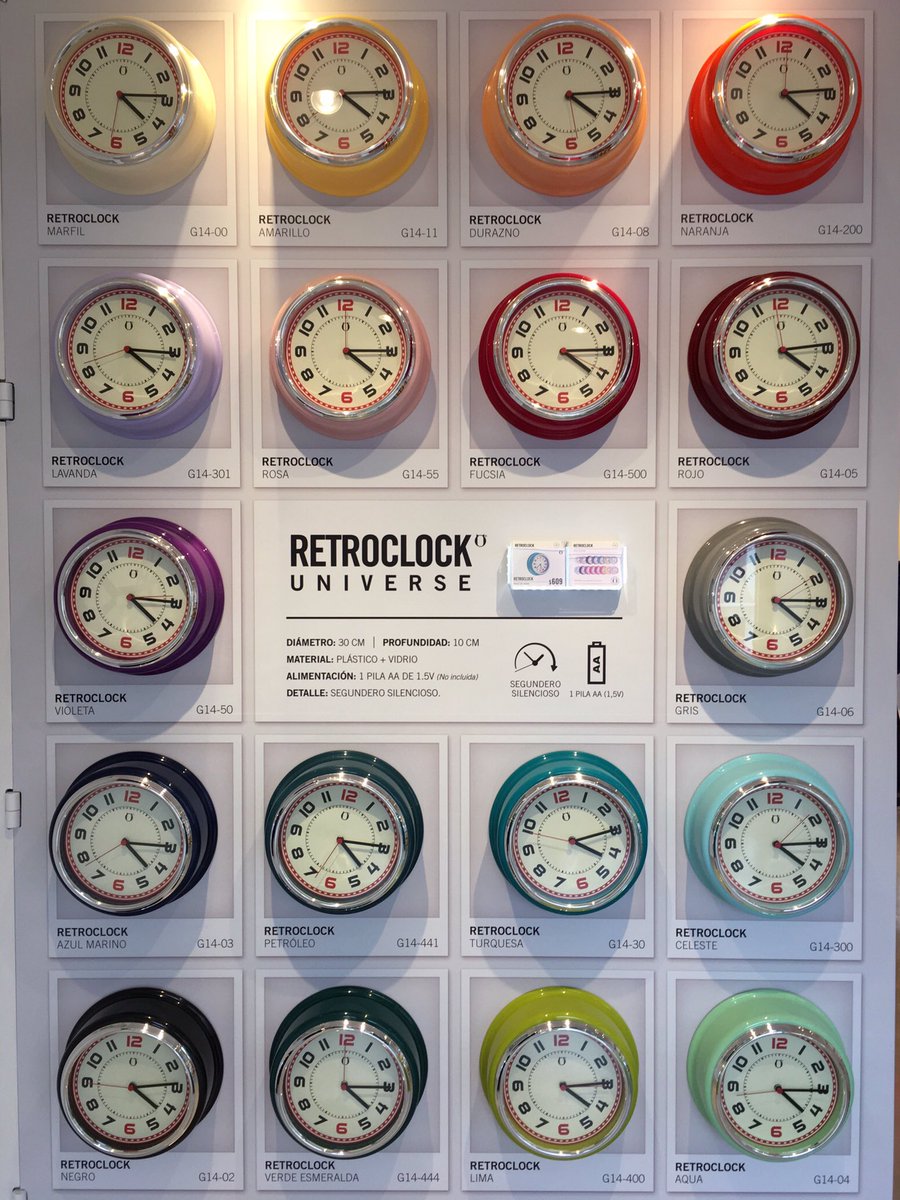 RETROCLOCK
MARFIL G14-00
RETROCLOCK
AMARILLO G14-11
RETROCLOCK
DURAZNO G14-08
RETROCLOCK
NARANJA G14-200
RETROCLOCK
LAVANDA G14-301
RETROCLOCK
ROSA G14-55
RETROCLOCK
FUCSIA G14-500
RETROCLOCK
ROJO G14-05
RETROCLOCK
VIOLETA G14-50
RETROCLOCK
UNIVERSE
DIÁMETRO: 30 CM | PROFUNDIDAD: 10 CM
MATERIAL: PLÁSTICO + VIDRIO
ALIMENTACIÓN: 1 PILA AA DE 1.5V (No incluída)
DETALLE: SEGUNDERO SILENCIOSO.
RETROCLOCK
RETROCLOCK
RETROCLOCK
$609
SEGUNDERO
SILENCIOSO
AA
1 PILA AA (1,5V)
RETROCLOCK
GRIS G14-06
RETROCLOCK
AZUL MARINO G14-03
RETROCLOCK
PETRÓLEO G14-441
RETROCLOCK
TURQUESA G14-30
RETROCLOCK
CELESTE G14-300
RETROCLOCK
NEGRO G14-02
RETROCLOCK
VERDE ESMERALDA G14-444
RETROCLOCK
LIMA G14-400
RETROCLOCK
AQUA G14-04